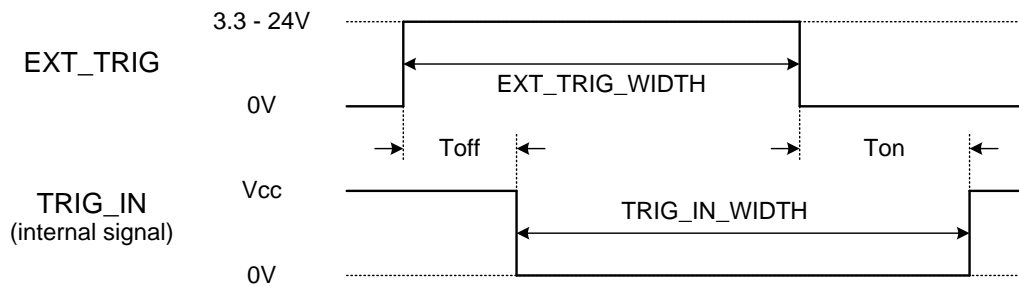 3.3 - 24V
EXT_TRIG
EXT_TRIG_WIDTH
0V
Toff
Ton
Vcc
TRIG_IN
(internal signal)
TRIG_IN_WIDTH
0V